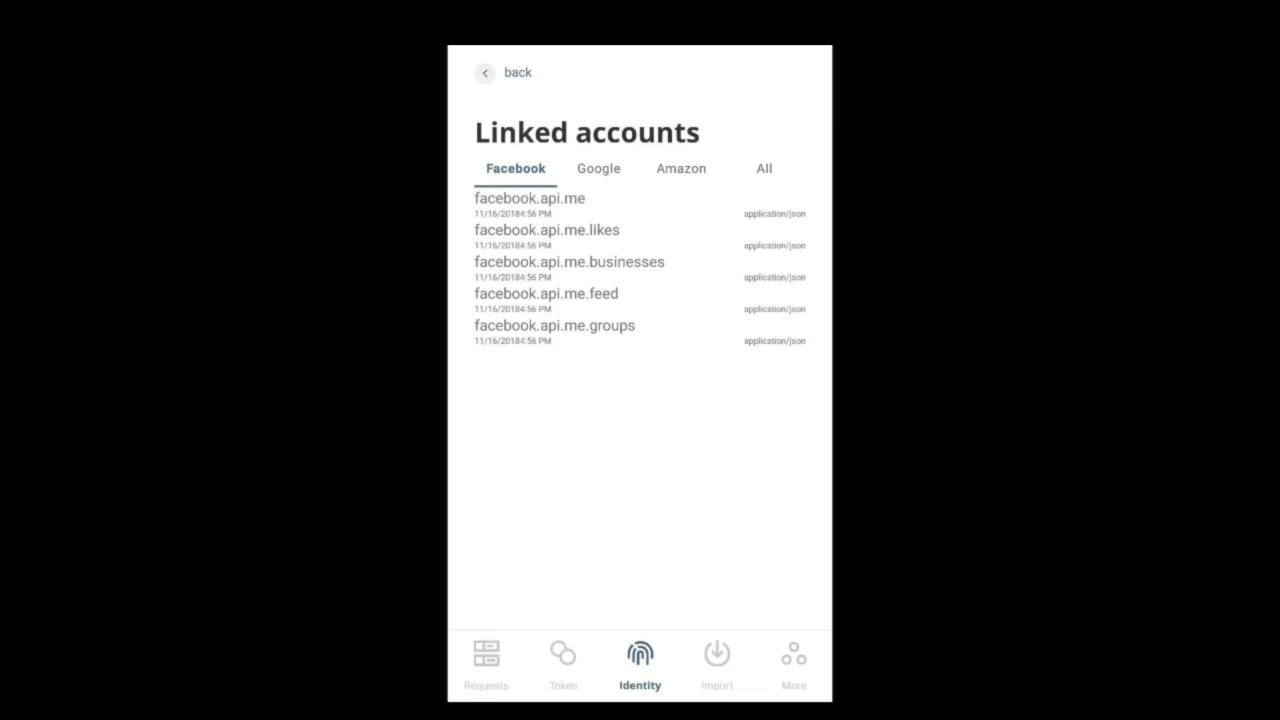 back
Linked accounts
Facebook Google Amazon All
facebook.api.me
11/16/20184:56 PM application/json
facebook.api.me.likes
11/16/20184:56 PM application/json
facebook.api.me.businesses
11/16/20184:56 PM application/json
facebook.api.me.feed
11/16/20184:56 PM application/json
facebook.api.me.groups
11/16/20184:56 PM application/json
Requests Token Identity Import More